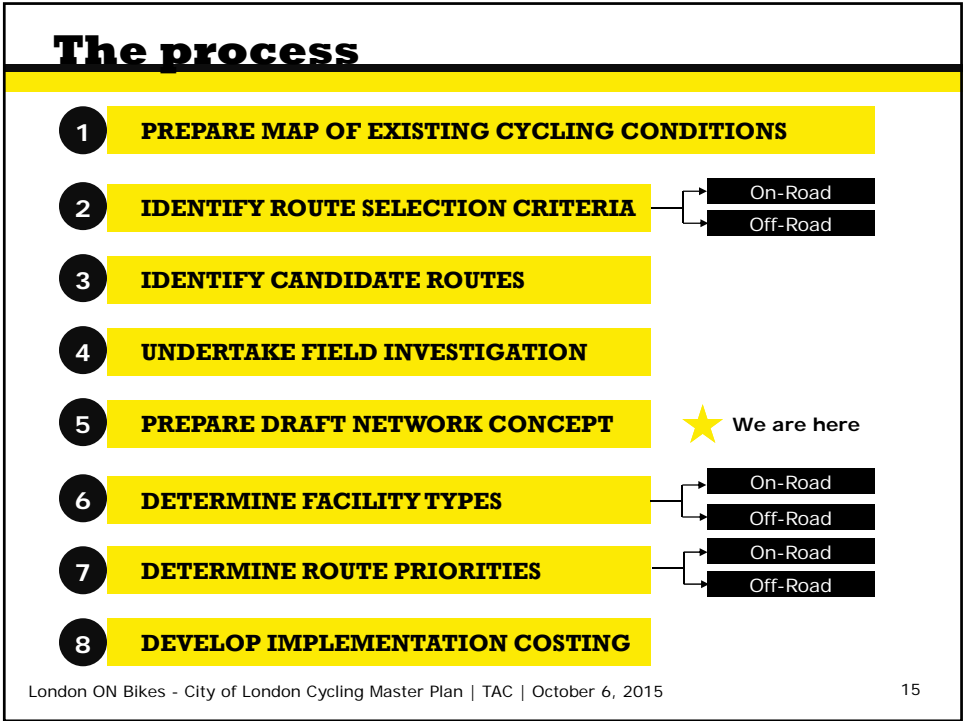 The process
1 PREPARE MAP OF EXISTING CYCLING CONDITIONS
2 IDENTIFY ROUTE SELECTION CRITERIA
On-Road
Off-Road
3 IDENTIFY CANDIDATE ROUTES
4 UNDERTAKE FIELD INVESTIGATION
5 PREPARE DRAFT NETWORK CONCEPT
We are here
6 DETERMINE FACILITY TYPES
On-Road
Off-Road
7 DETERMINE ROUTE PRIORITIES
On-Road
Off-Road
8 DEVELOP IMPLEMENTATION COSTING
London ON Bikes - City of London Cycling Master Plan | TAC | October 6, 2015
15